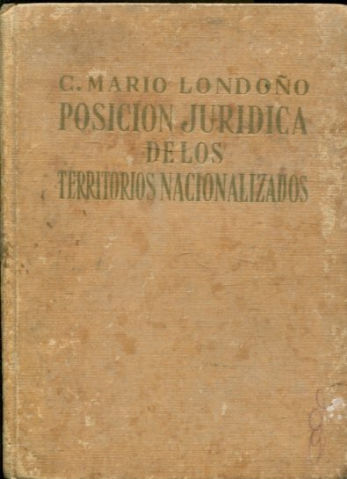 C. MARIO LONDOÑO
POSICION JURIDICA
DE LOS
TERRITORIOS NACIONALIZADOS